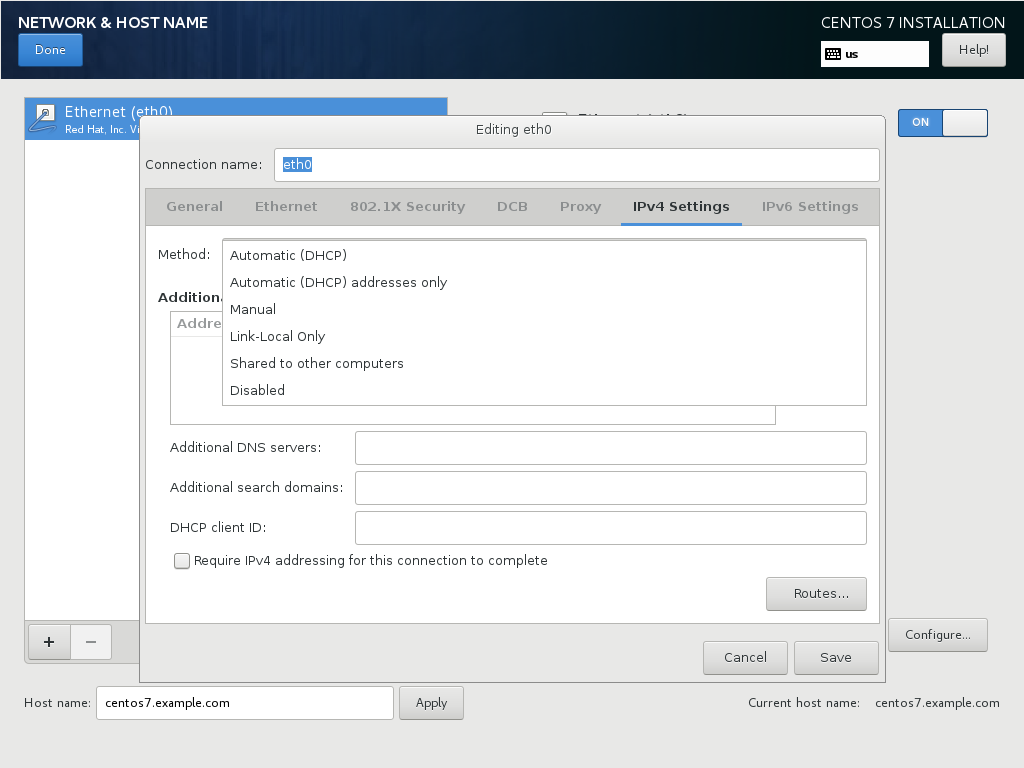 NETWORK & HOST NAME
CENTOS 7 INSTALLATION
Done
us
Help!
Ethernet (eth0)
Red Hat, Inc. Vi
ON
Editing eth0
Connection name: eth0
General Ethernet 802.1X Security DCB Proxy IPv4 Settings IPv6 Settings
Method:
Automatic (DHCP)
Automatic (DHCP) addresses only
Manual
Link-Local Only
Shared to other computers
Disabled
Additiona
Addre
Additional DNS servers:
Additional search domains:
DHCP client ID:
Require IPv4 addressing for this connection to complete
Routes...
+ −
Configure...
Cancel Save
Host name: centos7.example.com Apply
Current host name: centos7.example.com